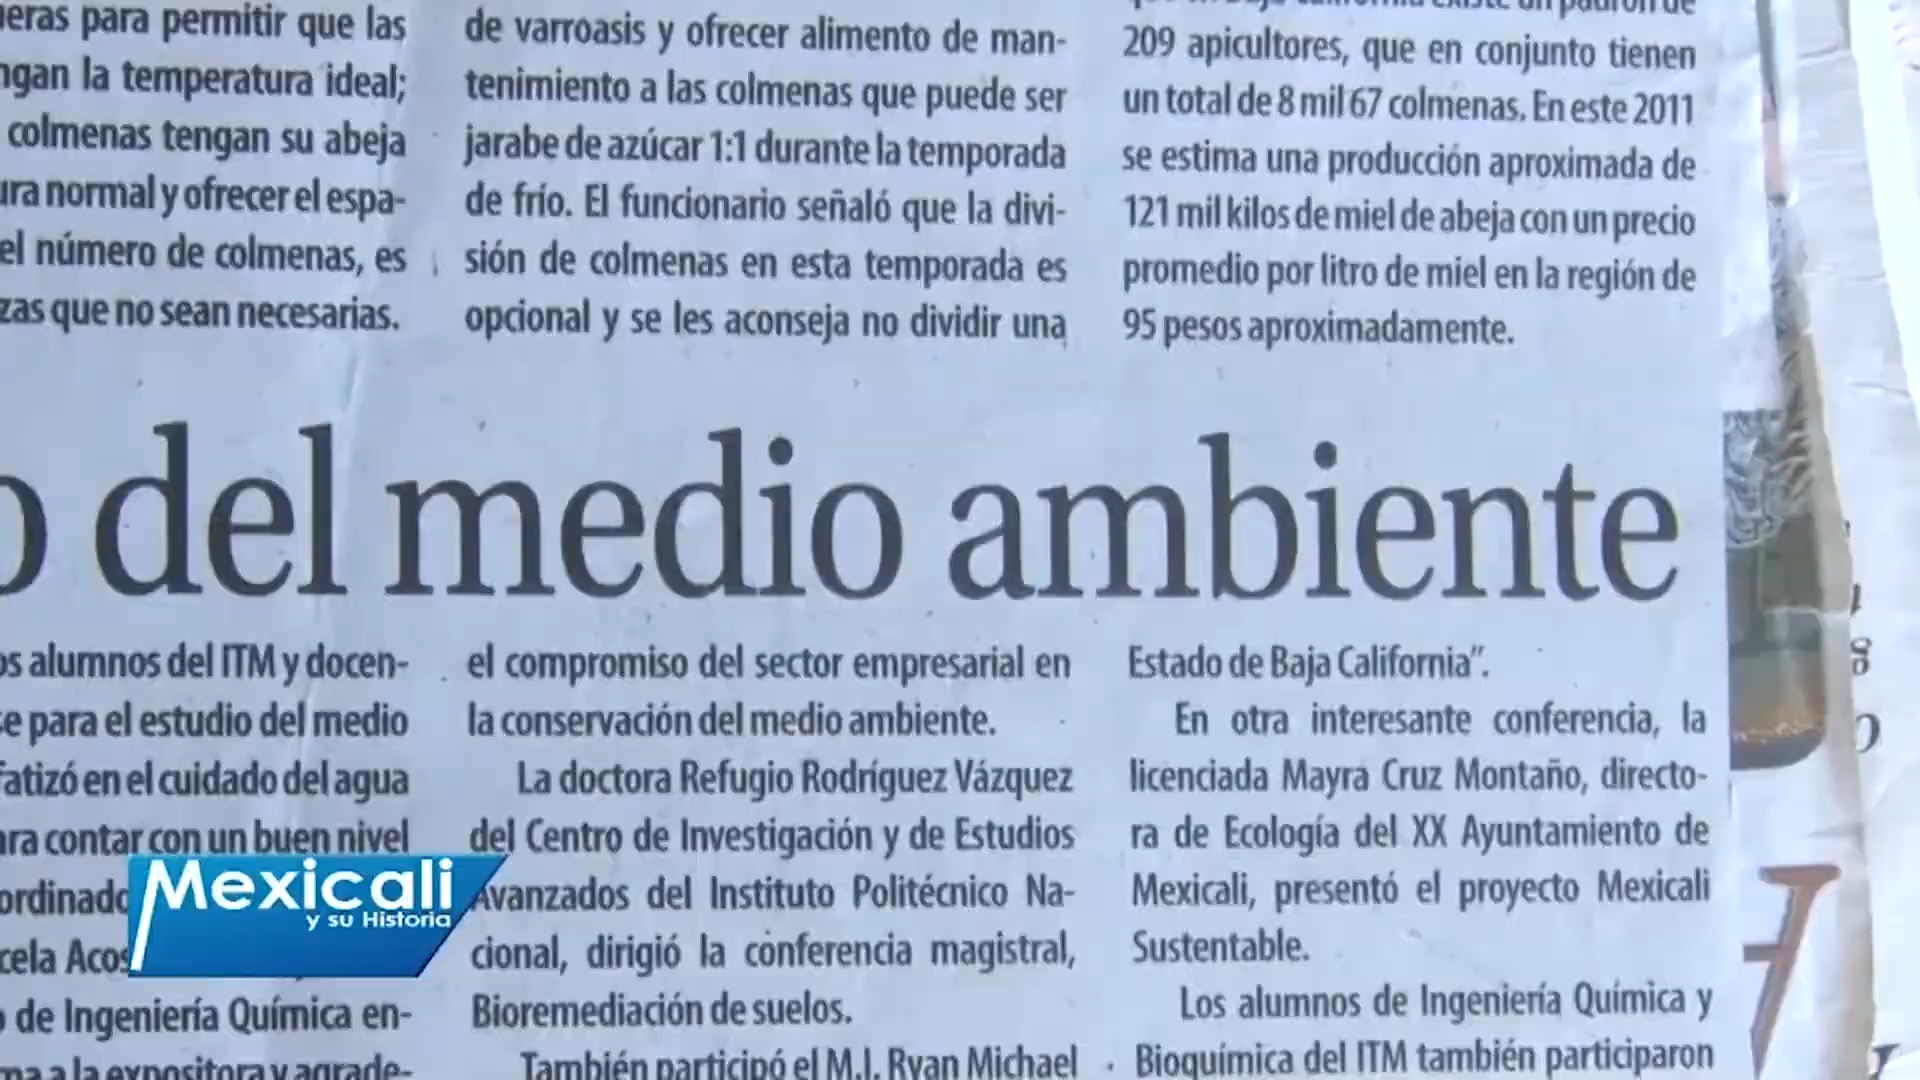 para permitir que las
la temperatura ideal;
colmenas tengan su abeja
normal y ofrecer el espa-
el número de colmenas, es
que no sean necesarias.
de varroasis y ofrecer alimento de man-
tenimiento a las colmenas que puede ser
jarabe de azúcar 1:1 durante la temporada
de frío. El funcionario señaló que la divi-
sión de colmenas en esta temporada es
opcional y se les aconseja no dividir una
209 apicultores, que en conjunto tienen
un total de 8 mil 67 colmenas. En este 2011
se estima una producción aproximada de
121 mil kilos de miel de abeja con un precio
promedio por litro de miel en la región de
95 pesos aproximadamente.
o del medio ambiente
os alumnos del ITM y docen-
se para el estudio del medio
fatizó en el cuidado del agua
ara contar con un buen nivel
ordinado
cela Acos
o de Ingeniería Química en-
ma a la expositora y agrade-
el compromiso del sector empresarial en
la conservación del medio ambiente.
La doctora Refugio Rodríguez Vázquez
del Centro de Investigación y de Estudios
Avanzados del Instituto Politécnico Na-
cional, dirigió la conferencia magistral,
Bioremediación de suelos.
También participó el M.I. Ryan Michael
Estado de Baja California”.
En otra interesante conferencia, la
licenciada Mayra Cruz Montaño, directo-
ra de Ecología del XX Ayuntamiento de
Mexicali, presentó el proyecto Mexicali
Sustentable.
Los alumnos de Ingeniería Química y
Bioquímica del ITM también participaron
Mexicali
y su Historia